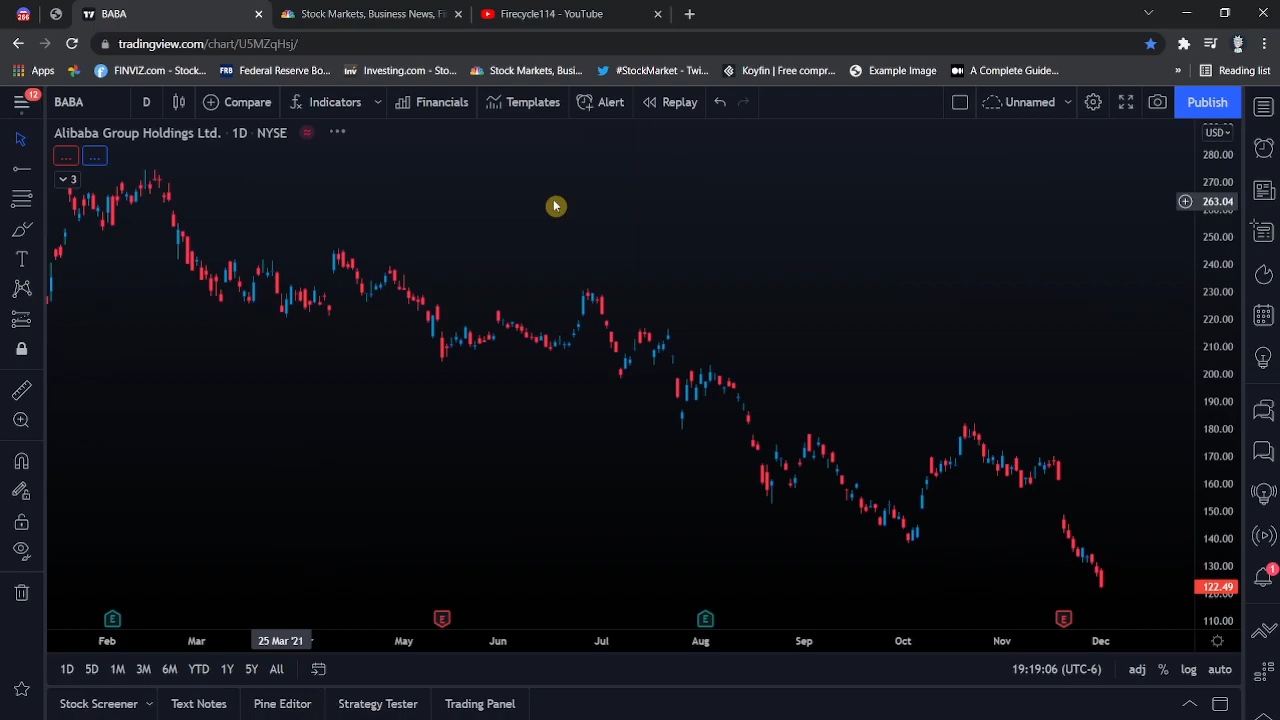 266
BABA
Stock Markets, Business News, Fi
Firecycle114 - YouTube
tradingview.com/chart/U5MZqHsj/
Apps
FINVIZ.com - Stock...
FRB Federal Reserve Bo...
Inv Investing.com - Sto...
Stock Markets, Busi...
#StockMarket - Twi...
Koyfin | Free compr...
Example Image
A Complete Guide...
»
Reading list
12
BABA
D
Compare
Indicators
Financials
Templates
Alert
Replay
Unnamed
Publish
Alibaba Group Holdings Ltd. · 1D · NYSE
USD
3
280.00
270.00
263.04
250.00
240.00
230.00
220.00
210.00
200.00
190.00
180.00
170.00
160.00
150.00
140.00
130.00
122.49
110.00
1
E
E
E
E
Feb
Mar
25 Mar '21
May
Jun
Jul
Aug
Sep
Oct
Nov
Dec
1D
5D
1M
3M
6M
YTD
1Y
5Y
All
19:19:06 (UTC-6)
adj
%
log
auto
Stock Screener
Text Notes
Pine Editor
Strategy Tester
Trading Panel